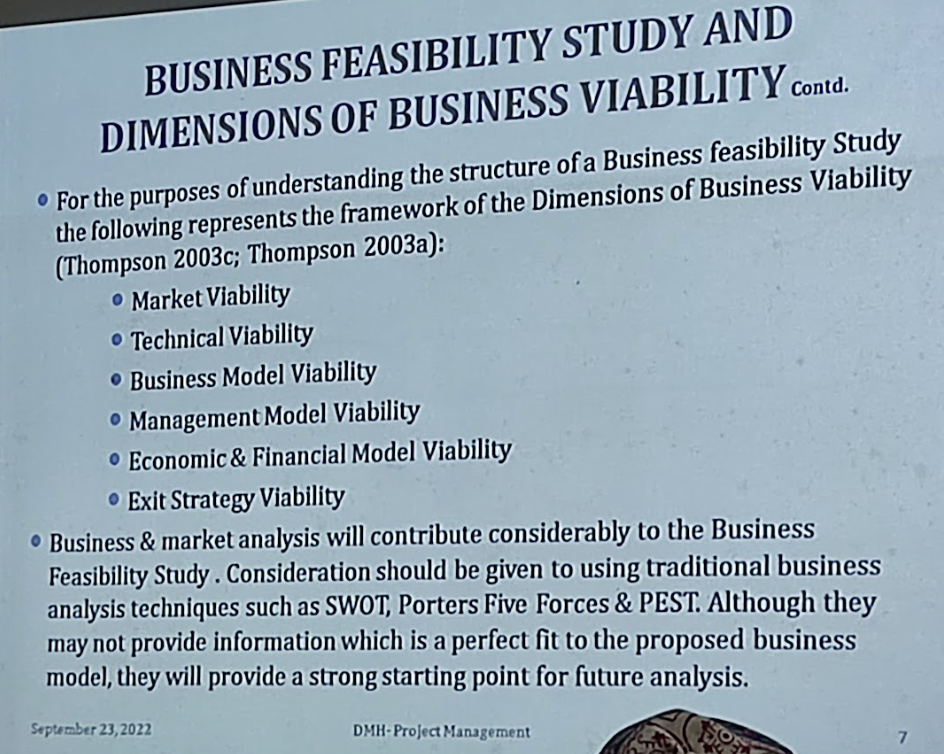 BUSINESS FEASIBILITY STUDY AND
DIMENSIONS OF BUSINESS VIABILITY Contd.
• For the purposes of understanding the structure of a Business feasibility Study
the following represents the framework of the Dimensions of Business Viability
(Thompson 2003c; Thompson 2003a):
• Market Viability
• Technical Viability
• Business Model Viability
• Management Model Viability
• Economic & Financial Model Viability
• Exit Strategy Viability
• Business & market analysis will contribute considerably to the Business
Feasibility Study . Consideration should be given to using traditional business
analysis techniques such as SWOT, Porters Five Forces & PEST. Although they
may not provide information which is a perfect fit to the proposed business
model, they will provide a strong starting point for future analysis.
September 23, 2022 DMH- Project Management 7